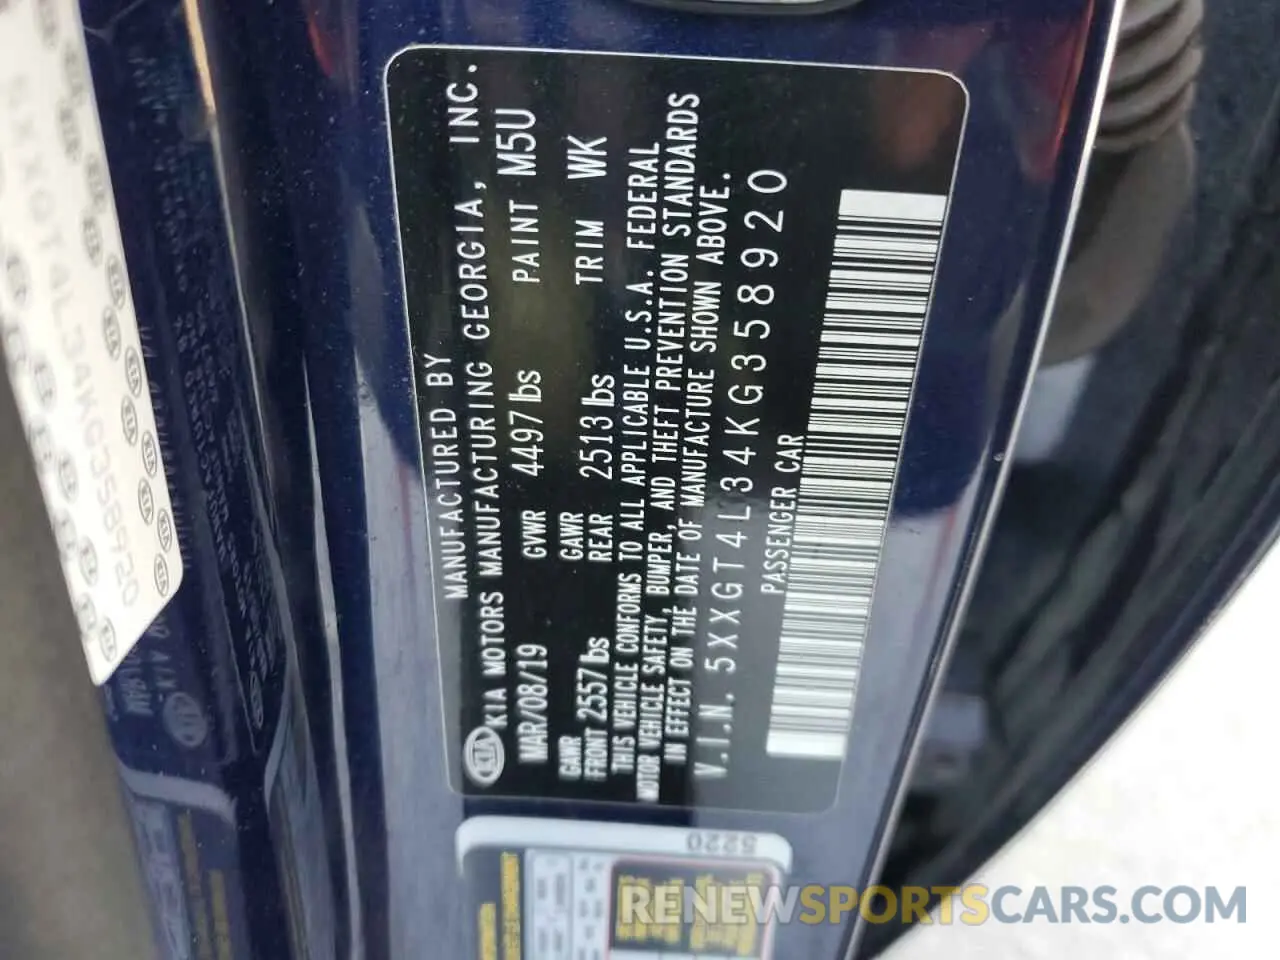 MANUFACTURED BY
KIA KIA MOTORS MANUFACTURING GEORGIA, INC.
MAR/08/19 GVWR 4497 lbs PAINT M5U
GAWR FRONT 2557 lbs GAWR REAR 2513 lbs TRIM WK
THIS VEHICLE CONFORMS TO ALL APPLICABLE U.S.A. FEDERAL
MOTOR VEHICLE SAFETY, BUMPER, AND THEFT PREVENTION STANDARDS
IN EFFECT ON THE DATE OF MANUFACTURE SHOWN ABOVE.
V.I.N. 5XXGT4L34KG358920
PASSENGER CAR
5XXGT4L34KG358920
5220
RENEWSPORTSCARS.COM